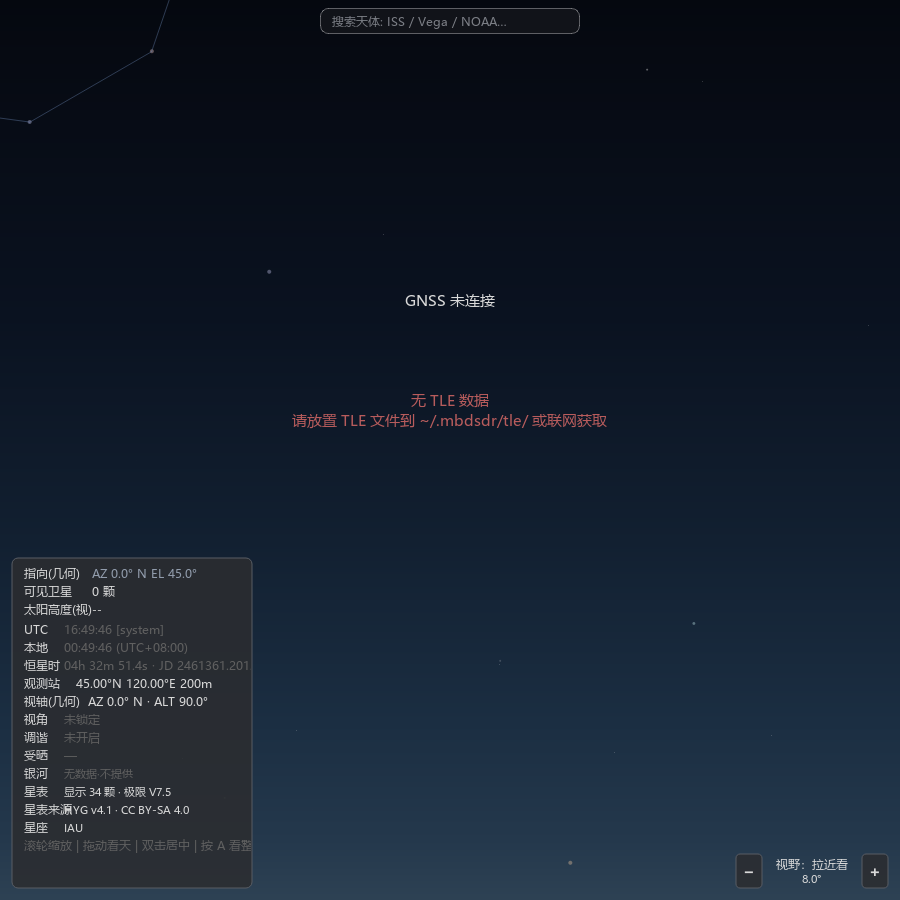 搜索天体: ISS / Vega / NOAA...
GNSS 未连接
无 TLE 数据
请放置 TLE 文件到 ~/.mbdsdr/tle/ 或联网获取
指向(几何) AZ 0.0° N EL 45.0°
可见卫星 0 颗
太阳高度(视)--
UTC 16:49:46 [system]
本地 00:49:46 (UTC+08:00)
恒星时 04h 32m 51.4s · JD 2461361.201
观测站 45.00°N 120.00°E 200m
视轴(几何) AZ 0.0° N · ALT 90.0°
视角 未锁定
调谐 未开启
受晒 —
银河 无数据·不提供
星表 显示 34 颗 · 极限 V7.5
星表来源 HYG v4.1 · CC BY-SA 4.0
星座 IAU
滚轮缩放 | 拖动看天 | 双击居中 | 按 A 看整
− 视野: 拉近看 +
8.0°